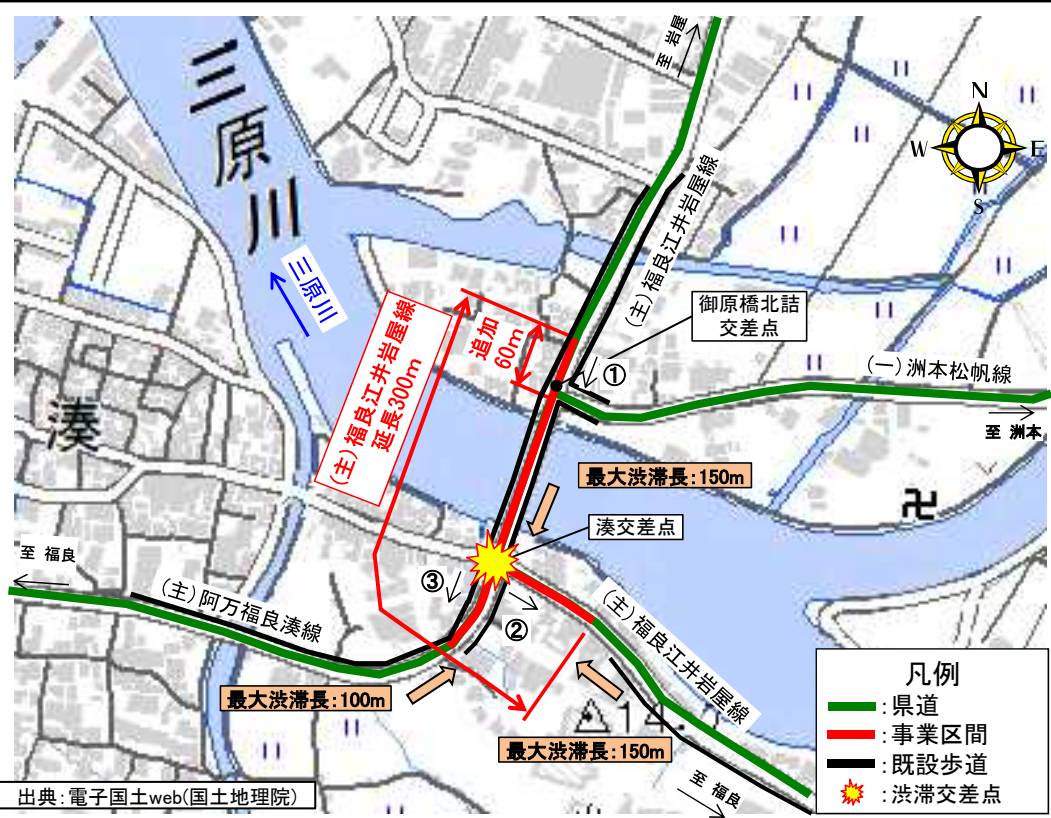 至 岩屋
N
W
E
S
三原川
三原川
(主)福良江井岩屋線
御原橋北詰
交差点
追加
60m
(主)福良江井岩屋線
延長300m
①
(一)洲本松帆線
至 洲本
湊
最大渋滞長:150m
湊交差点
至 福良
(主)阿万福良湊線
③
②
(主)福良江井岩屋線
最大渋滞長:100m
最大渋滞長:150m
至 福良
凡例
:県道
:事業区間
:既設歩道
:渋滞交差点
出典:電子国土web(国土地理院)